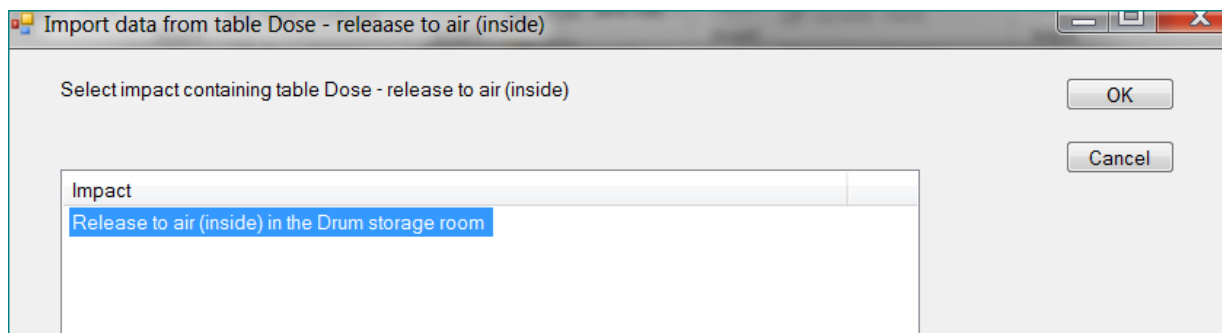 Import data from table Dose - releaase to air (inside)
Select impact containing table Dose - release to air (inside)
OK
Cancel
Impact
Release to air (inside) in the Drum storage room